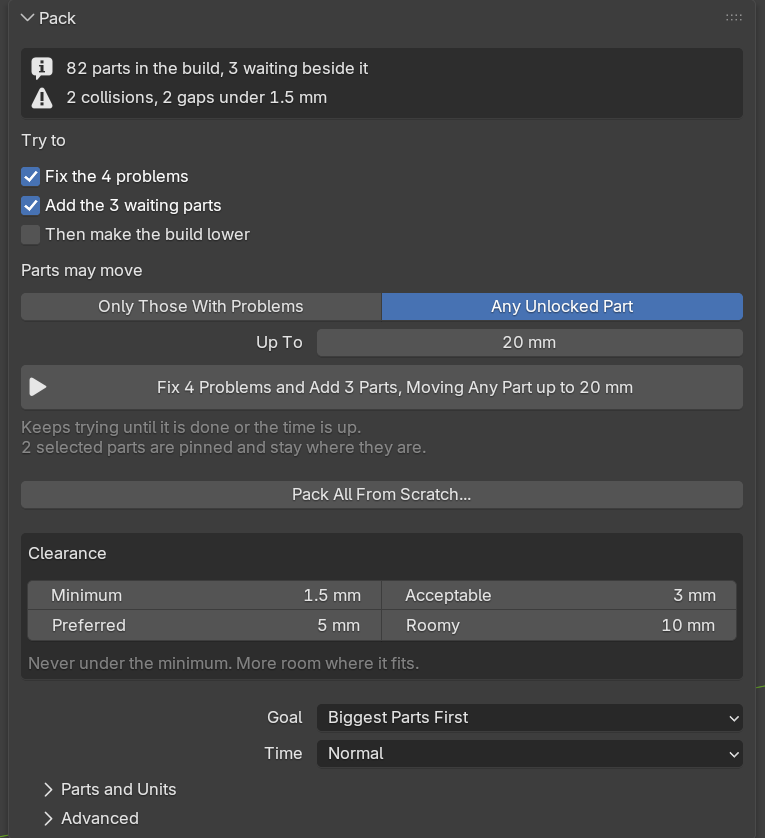 Pack
82 parts in the build, 3 waiting beside it
2 collisions, 2 gaps under 1.5 mm
Try to
Fix the 4 problems
Add the 3 waiting parts
Then make the build lower
Parts may move
Only Those With Problems Any Unlocked Part
Up To 20 mm
Fix 4 Problems and Add 3 Parts, Moving Any Part up to 20 mm
Keeps trying until it is done or the time is up.
2 selected parts are pinned and stay where they are.
Pack All From Scratch...
Clearance
Minimum 1.5 mm Acceptable 3 mm
Preferred 5 mm Roomy 10 mm
Never under the minimum. More room where it fits.
Goal Biggest Parts First
Time Normal
Parts and Units
Advanced